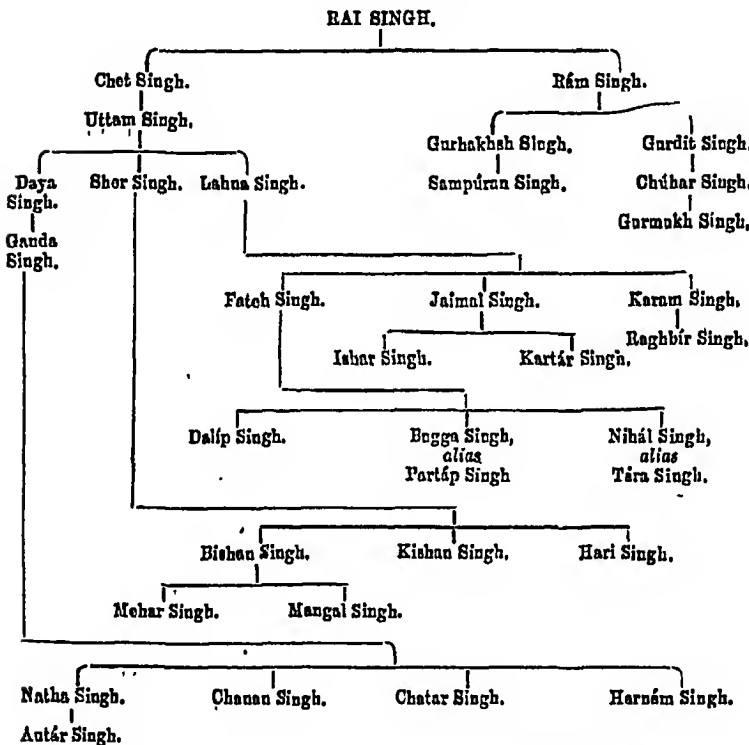 RAI SINGH.
Chet Singh.
Rám Singh.
Uttam Singh.
Gurbakhsh Singh.
Gurdit Singh.
Daya
Singh.
Sher Singh.
Lahna Singh.
Sampúran Singh.
Chúhar Singh.
Ganda
Singh.
Gurmukh Singh.
Fateh Singh.
Jaimal Singh.
Karam Singh.
Raghbír Singh.
Ishar Singh.
Kartár Singh.
Dalíp Singh.
Bugga Singh,
alias
Partáp Singh
Nihál Singh,
alias
Tára Singh.
Bishan Singh.
Kishan Singh.
Hari Singh.
Mehar Singh.
Mangal Singh.
Natha Singh.
Chanan Singh.
Chatar Singh.
Harnám Singh.
Autár Singh.